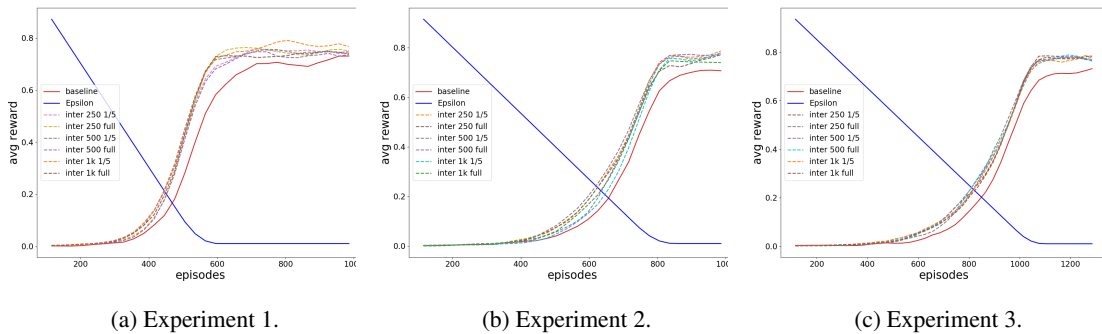 0.8
0.6
0.4
0.2
0.0
avg reward
baseline
Epsilon
inter 250 1/5
inter 250 full
inter 500 1/5
inter 500 full
inter 1k 1/5
inter 1k full
200 400 600 800 100
episodes
(a) Experiment 1.
0.8
0.6
0.4
0.2
0.0
avg reward
baseline
Epsilon
inter 250 1/5
inter 250 full
inter 500 1/5
inter 500 full
inter 1k 1/5
inter 1k full
200 400 600 800 100
episodes
(b) Experiment 2.
0.8
0.6
0.4
0.2
0.0
avg reward
baseline
Epsilon
inter 250 1/5
inter 250 full
inter 500 1/5
inter 500 full
inter 1k 1/5
inter 1k full
200 400 600 800 1000 1200
episodes
(c) Experiment 3.